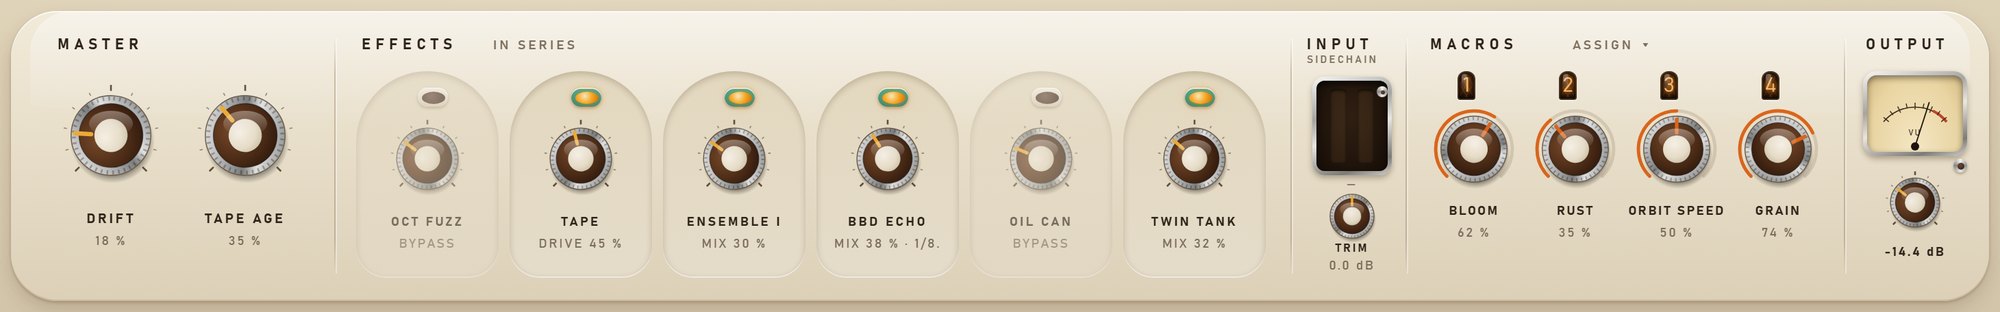 MASTER
DRIFT
18 %
TAPE AGE
35 %
EFFECTS
IN SERIES
OCT FUZZ
BYPASS
TAPE
DRIVE 45 %
ENSEMBLE I
MIX 30 %
BBD ECHO
MIX 38 % · 1/8.
OIL CAN
BYPASS
TWIN TANK
MIX 32 %
INPUT
SIDECHAIN
—
TRIM
0.0 dB
MACROS
ASSIGN ▾
1
BLOOM
62 %
2
RUST
35 %
3
ORBIT SPEED
50 %
4
GRAIN
74 %
OUTPUT
VU
-14.4 dB